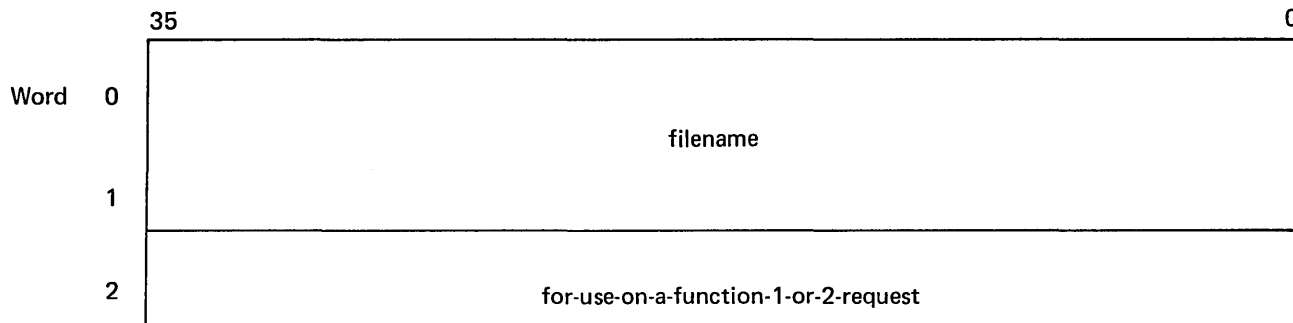 35 0
Word 0
filename
1
2 for-use-on-a-function-1-or-2-request